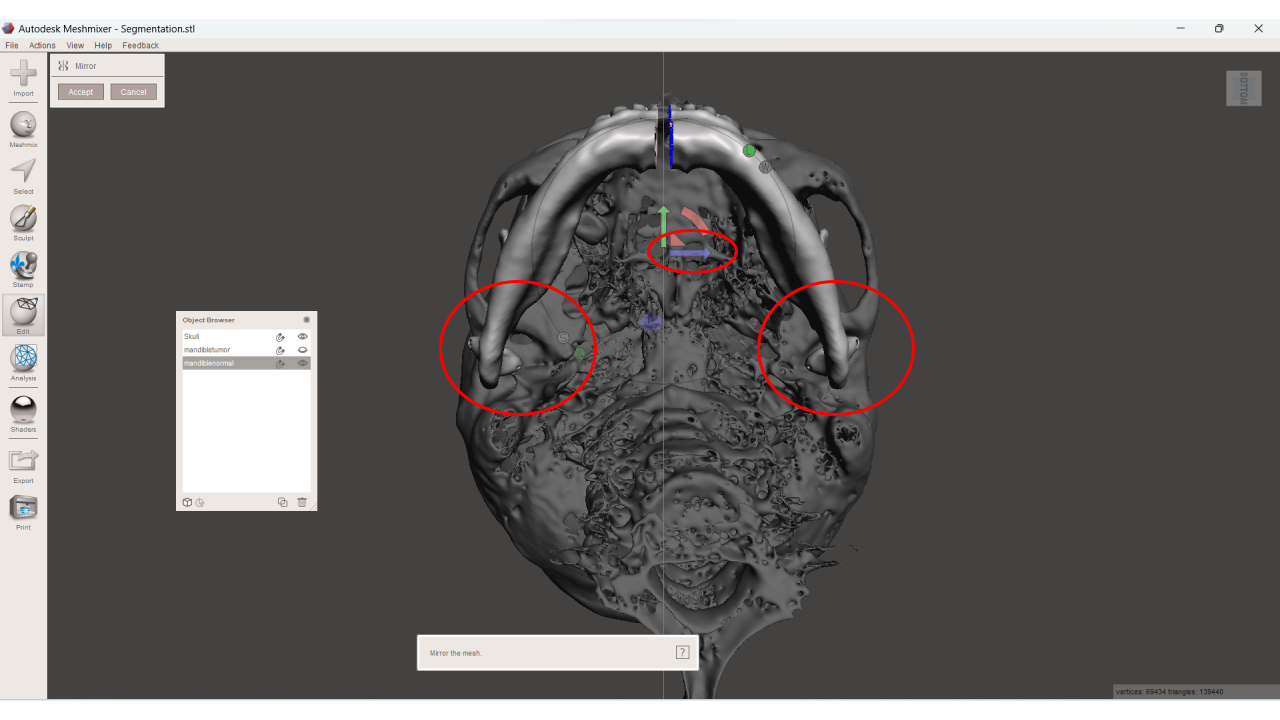 Autodesk Meshmixer - Segmentation.stl
File Actions View Help Feedback
Mirror
Accept Cancel
Import
Meshmix
Select
Sculpt
Stamp
Edit
Analysis
Shaders
Export
Print
BOTTOM
W
S
Object Browser
Skull
mandibletumor
mandiblenormal
Mirror the mesh.
?
vertices: 69434 triangles: 138440